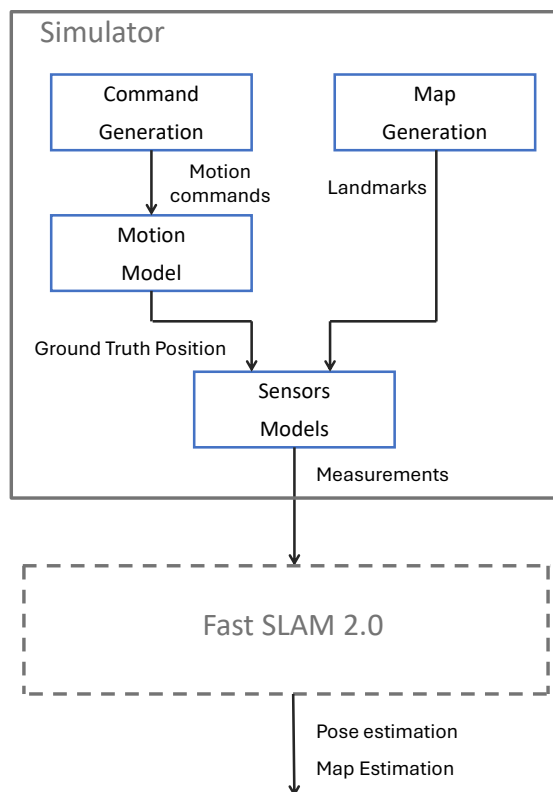 Simulator
Command
Generation
Map
Generation
Motion
commands
Landmarks
Motion
Model
Ground Truth Position
Sensors
Models
Measurements
Fast SLAM 2.0
Pose estimation
Map Estimation